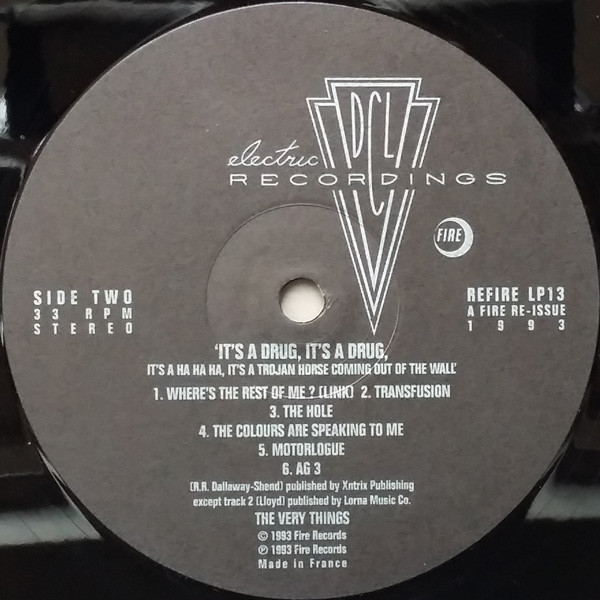 DCL
electric
RECORDINGS
FIRE
SIDE TWO
33 RPM
STEREO
REFIRE LP13
A FIRE RE-ISSUE
1993
'IT'S A DRUG, IT'S A DRUG,
IT'S A HA HA HA, IT'S A TROJAN HORSE COMING OUT OF THE WALL'
1. WHERE'S THE REST OF ME ? (LINK) 2. TRANSFUSION
3. THE HOLE
4. THE COLOURS ARE SPEAKING TO ME
5. MOTORLOGUE
6. AG 3
(R.R. Dallaway-Shend) published by Xntrix Publishing
except track 2 (Lloyd) published by Lorna Music Co.
THE VERY THINGS
© 1993 Fire Records
℗ 1993 Fire Records
Made in France